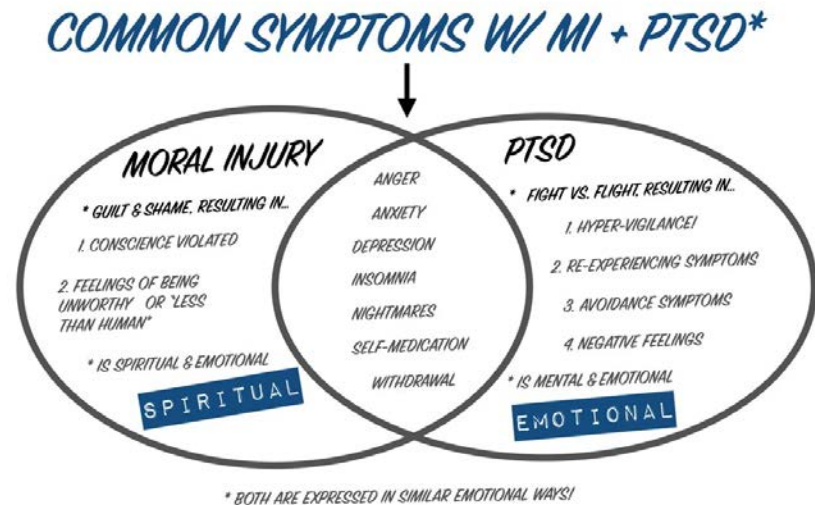 COMMON SYMPTOMS W/ MI + PTSD*
MORAL INJURY
* GUILT & SHAME, RESULTING IN...
1. CONSCIENCE VIOLATED
2. FEELINGS OF BEING
UNWORTHY OR "LESS
THAN HUMAN"
* IS SPIRITUAL & EMOTIONAL
SPIRITUAL
ANGER
ANXIETY
DEPRESSION
INSOMNIA
NIGHTMARES
SELF-MEDICATION
WITHDRAWAL
PTSD
* FIGHT VS. FLIGHT, RESULTING IN...
1. HYPER-VIGILANCE!
2. RE-EXPERIENCING SYMPTOMS
3. AVOIDANCE SYMPTOMS
4. NEGATIVE FEELINGS
* IS MENTAL & EMOTIONAL
EMOTIONAL
* BOTH ARE EXPRESSED IN SIMILAR EMOTIONAL WAYS!